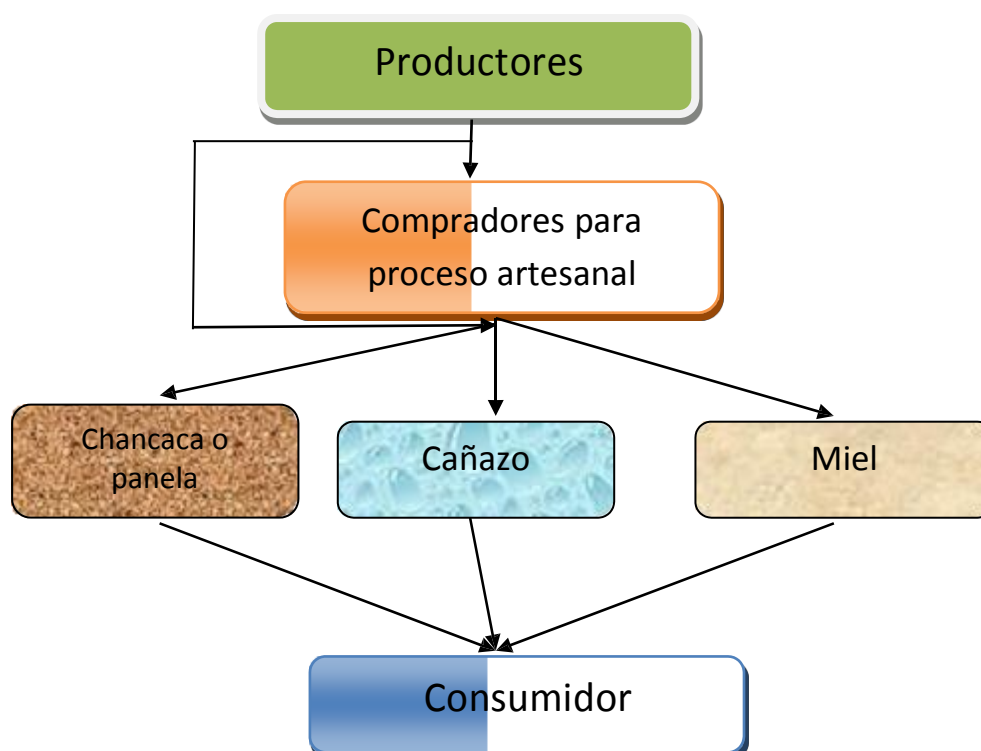 Productores
Compradores para
proceso artesanal
Chancaca o
panela
Cañazo
Miel
Consumidor